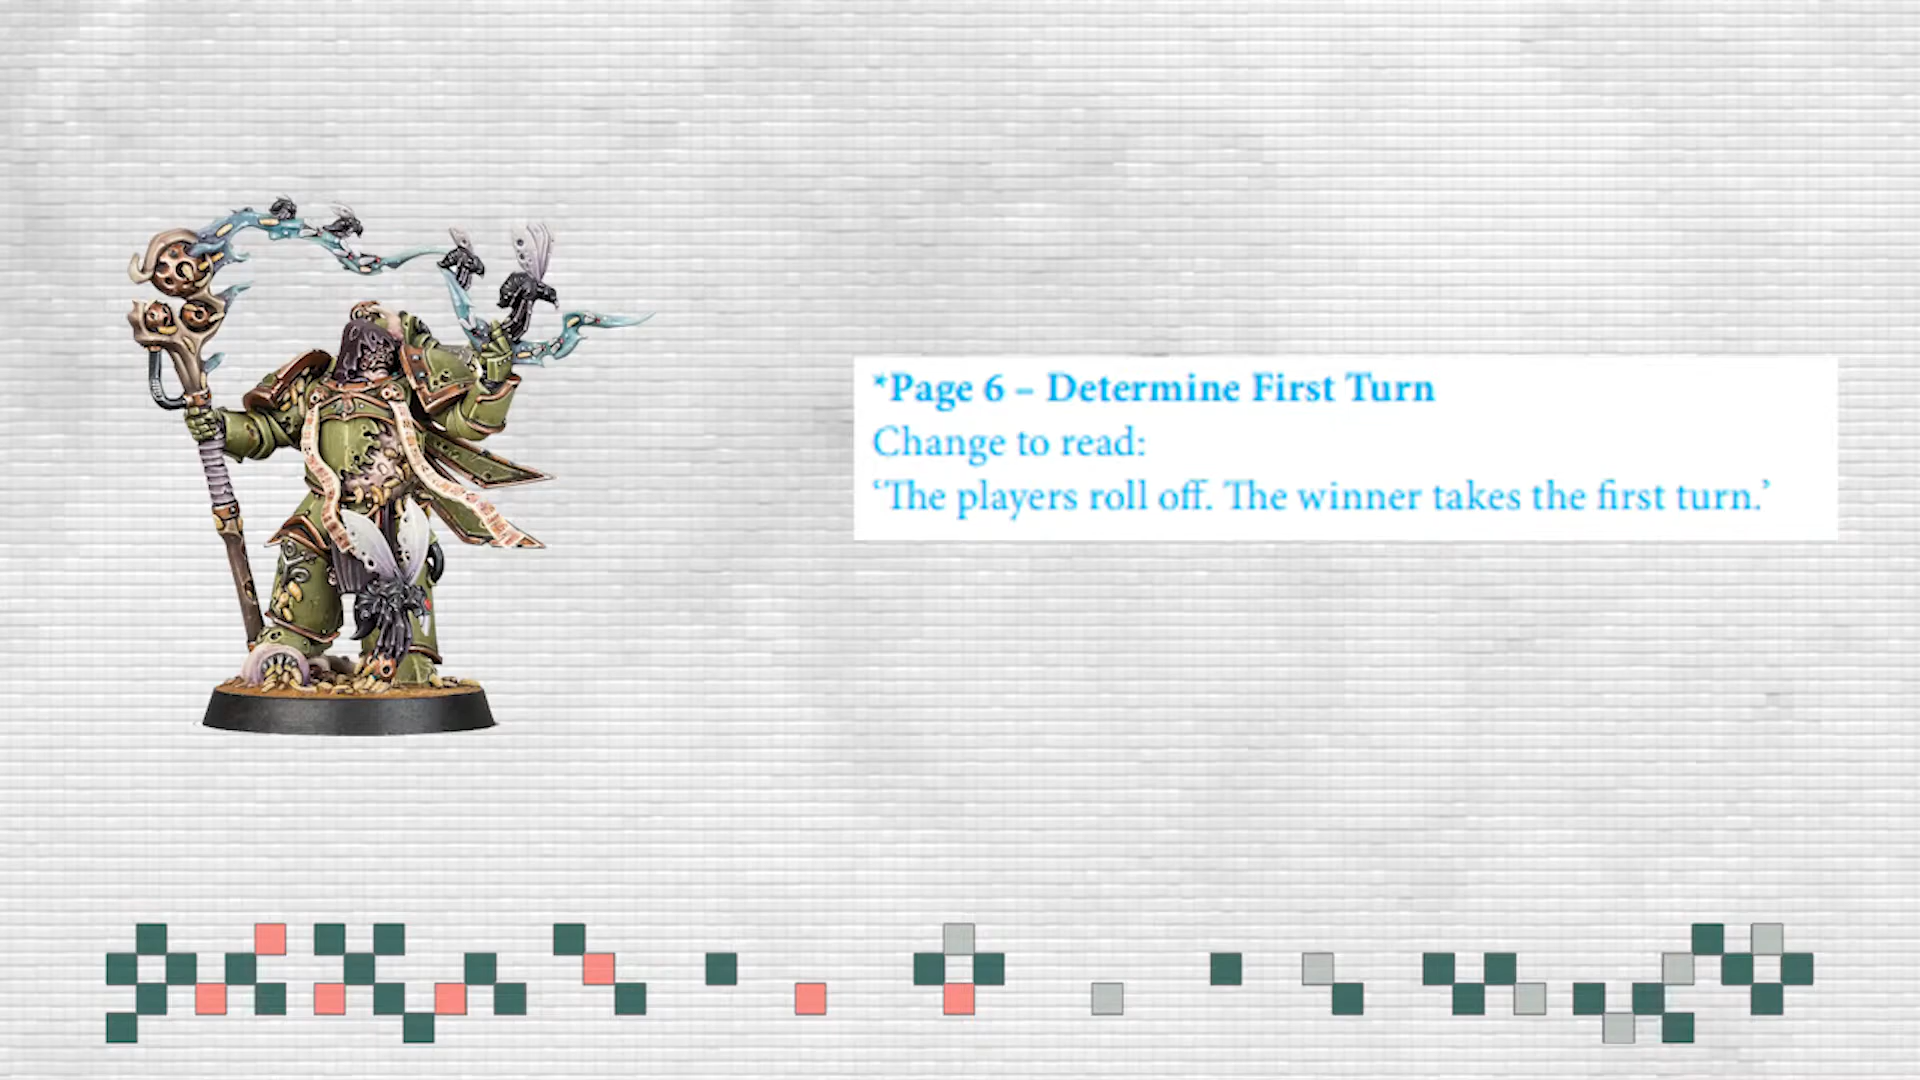 *Page 6 – Determine First Turn
Change to read:
‘The players roll off. The winner takes the first turn.’